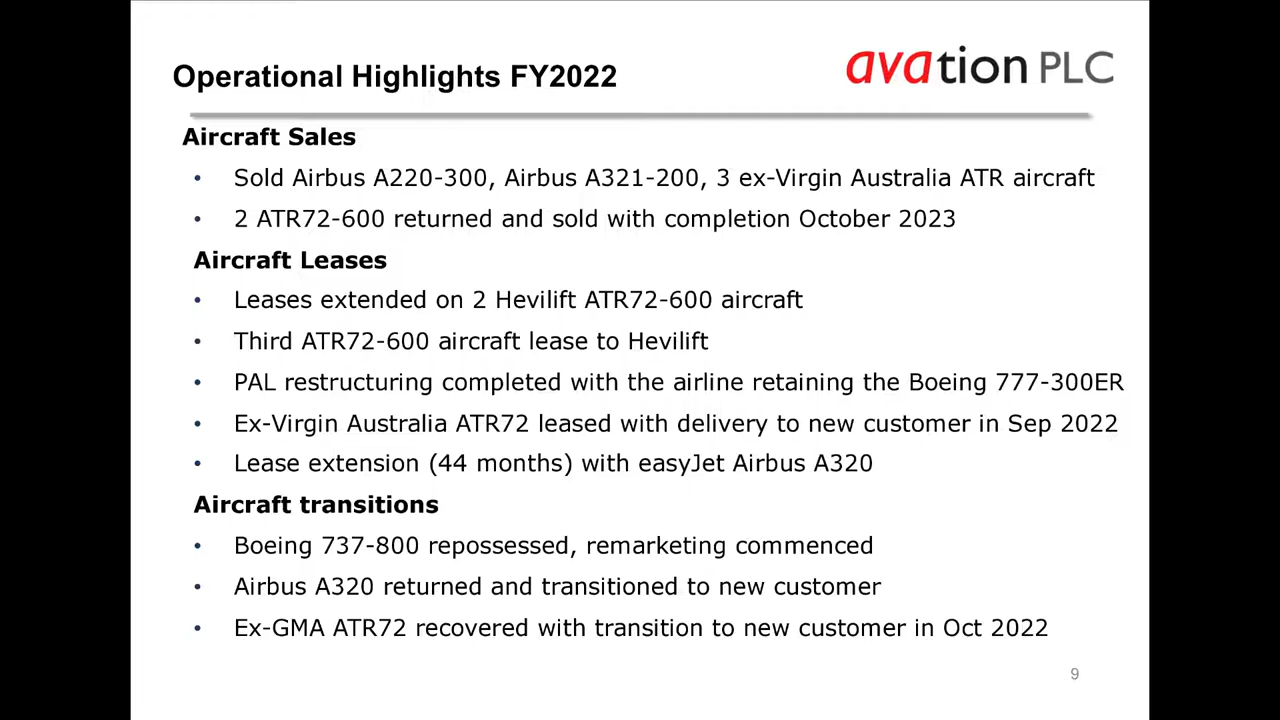 Operational Highlights FY2022
avation PLC
Aircraft Sales
• Sold Airbus A220-300, Airbus A321-200, 3 ex-Virgin Australia ATR aircraft
• 2 ATR72-600 returned and sold with completion October 2023
Aircraft Leases
• Leases extended on 2 Hevilift ATR72-600 aircraft
• Third ATR72-600 aircraft lease to Hevilift
• PAL restructuring completed with the airline retaining the Boeing 777-300ER
• Ex-Virgin Australia ATR72 leased with delivery to new customer in Sep 2022
• Lease extension (44 months) with easyJet Airbus A320
Aircraft transitions
• Boeing 737-800 repossessed, remarketing commenced
• Airbus A320 returned and transitioned to new customer
• Ex-GMA ATR72 recovered with transition to new customer in Oct 2022
9